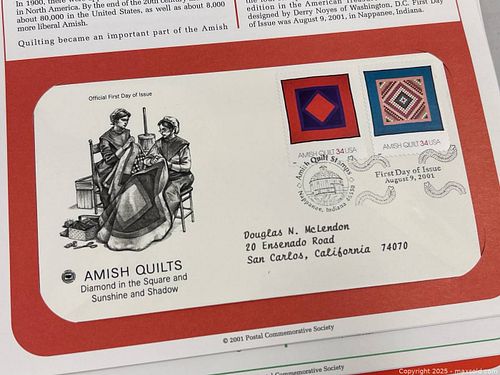 In 1900, there were
in North America. By the end of the 20th century
about 80,000 in the United States, as well as about 8,000
more liberal Amish.
Quilting became an important part of the Amish
edition in the American Treasures
designed by Derry Noyes of Washington, D.C. First Day
of Issue was August 9, 2001, in Nappanee, Indiana.
Official First Day of Issue
AMISH QUILT 34 USA
AMISH QUILT 34 USA
Amish Quilt Stamps
Nappanee, Indiana 46550
First Day of Issue
August 9, 2001
Douglas N. McLendon
20 Ensenado Road
San Carlos, California 74070
AMISH QUILTS
Diamond in the Square and
Sunshine and Shadow
© 2001 Postal Commemorative Society
Commemorative Society
Copyright 2025 - maxsold.com